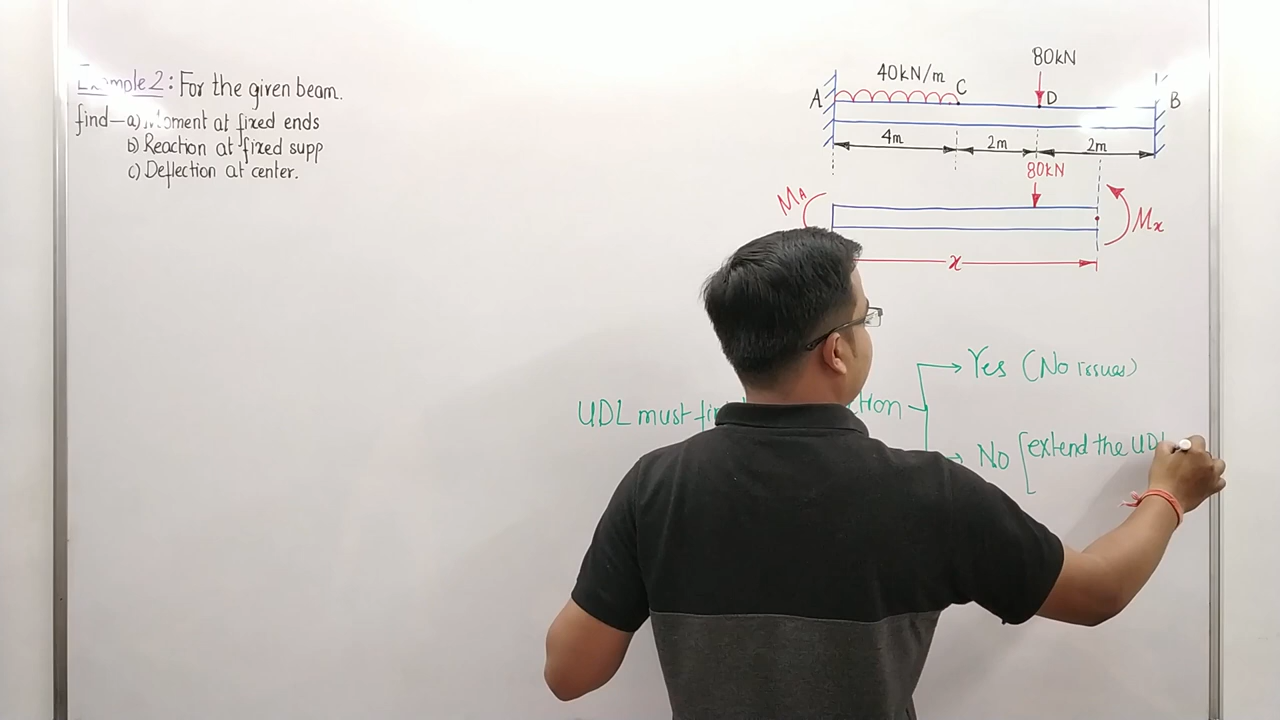 Example 2: For the given beam.
find—a) Moment at fixed ends
b) Reaction at fixed supp
c) Deflection at center.
80kN
40kN/m
A
C
D
B
4m
2m
2m
80kN
MA
Mx
x
UDL must
Yes (No issues)
No [extend the UDL